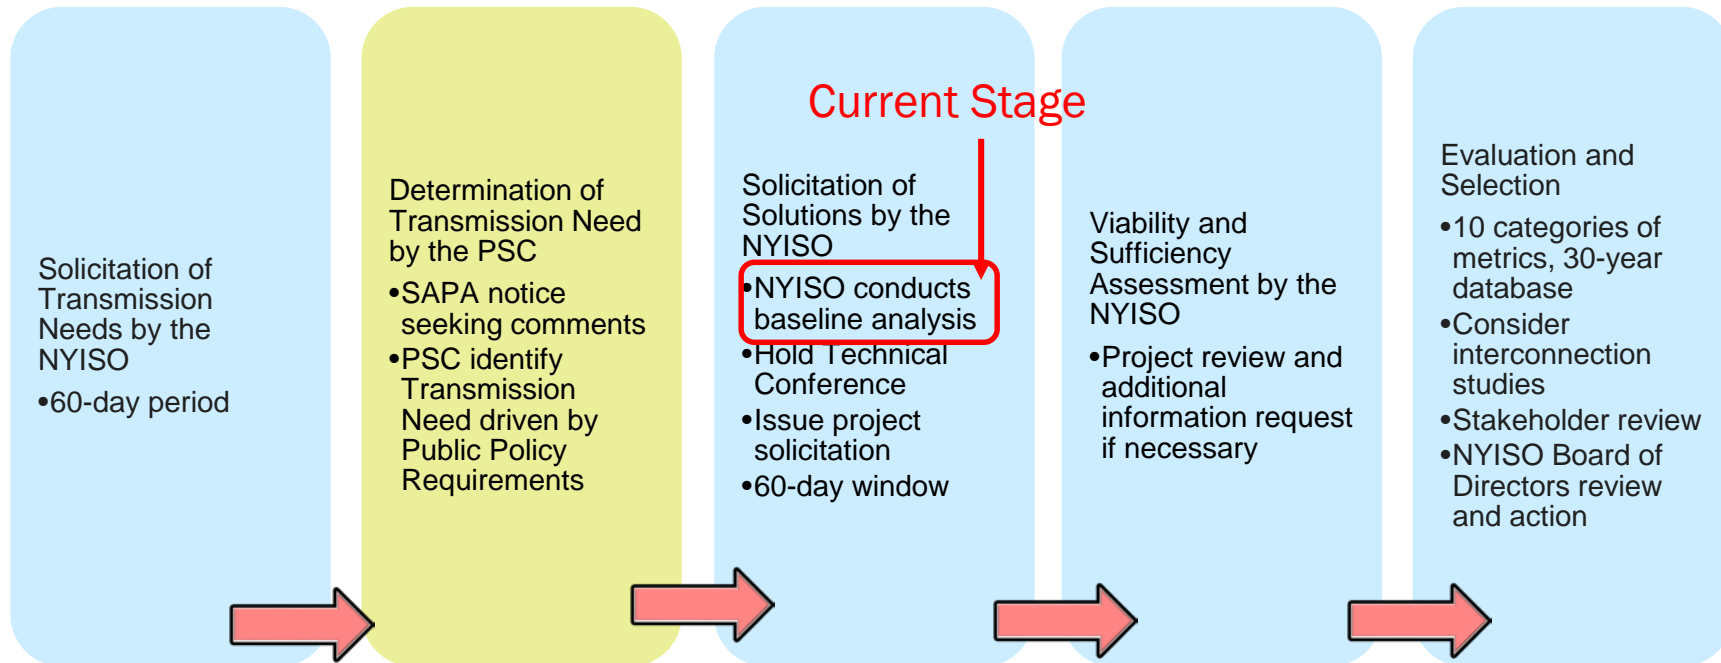 Solicitation of
Transmission
Needs by the
NYISO
•60-day period
Determination of
Transmission Need
by the PSC
•SAPA notice
seeking comments
•PSC identify
Transmission
Need driven by
Public Policy
Requirements
Current Stage
Solicitation of
Solutions by the
NYISO
•NYISO conducts
baseline analysis
•Hold Technical
Conference
•Issue project
solicitation
•60-day window
Viability and
Sufficiency
Assessment by the
NYISO
•Project review and
additional
information request
if necessary
Evaluation and
Selection
•10 categories of
metrics, 30-year
database
•Consider
interconnection
studies
•Stakeholder review
•NYISO Board of
Directors review
and action